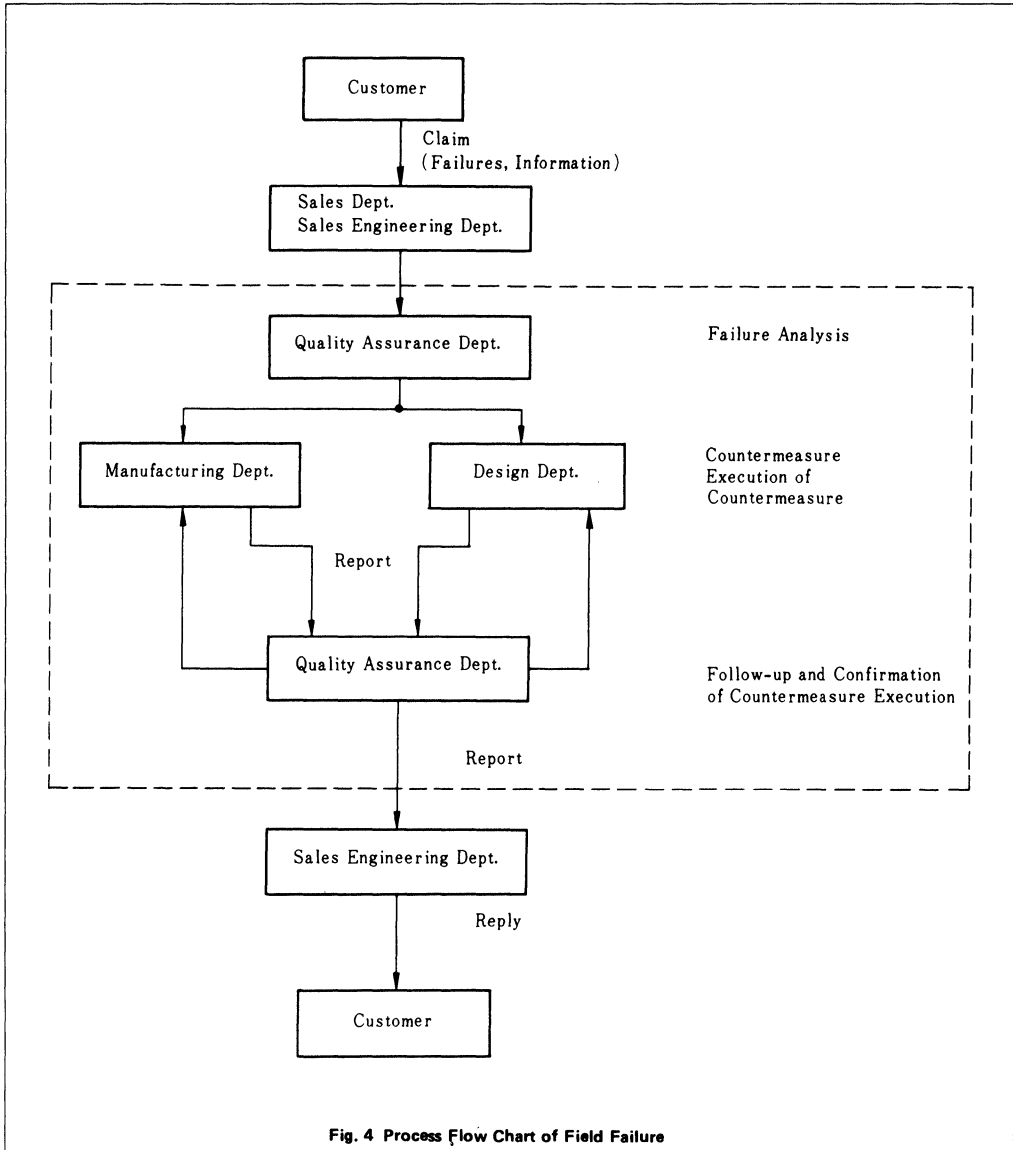 Customer
Claim
(Failures, Information)
Sales Dept.
Sales Engineering Dept.
Quality Assurance Dept.
Failure Analysis
Manufacturing Dept.
Design Dept.
Countermeasure
Execution of
Countermeasure
Report
Quality Assurance Dept.
Follow-up and Confirmation
of Countermeasure Execution
Report
Sales Engineering Dept.
Reply
Customer
Fig. 4 Process Flow Chart of Field Failure